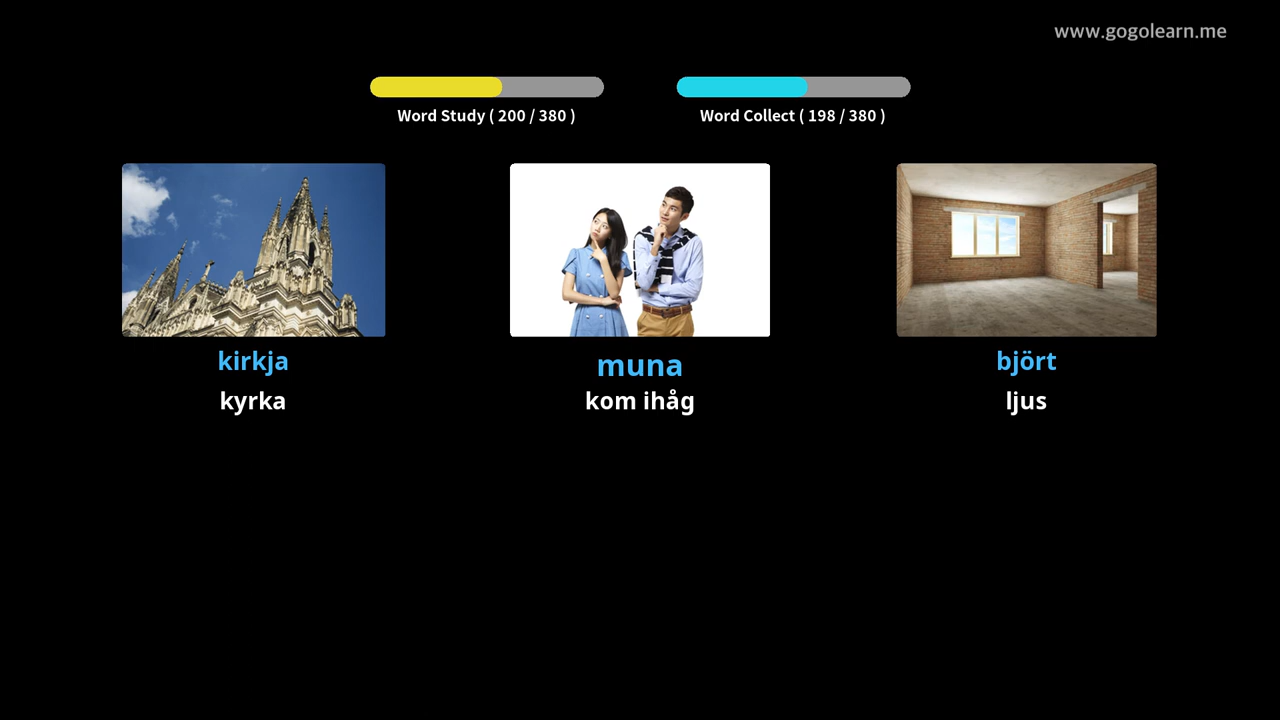 www.gogolearn.me
Word Study ( 200 / 380 )
Word Collect ( 198 / 380 )
kirkja
muna
björt
kyrka
kom ihåg
ljus